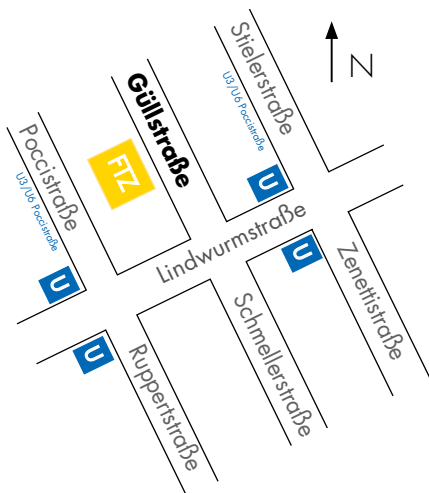 Stielerstraße
N
U3/U6 Poccistraße
Güllstraße
FTZ
Poccistraße
U3/U6 Poccistraße
U
Lindwurmstraße
U
U
Zenettistraße
Schmellerstraße
U
Ruppertstraße